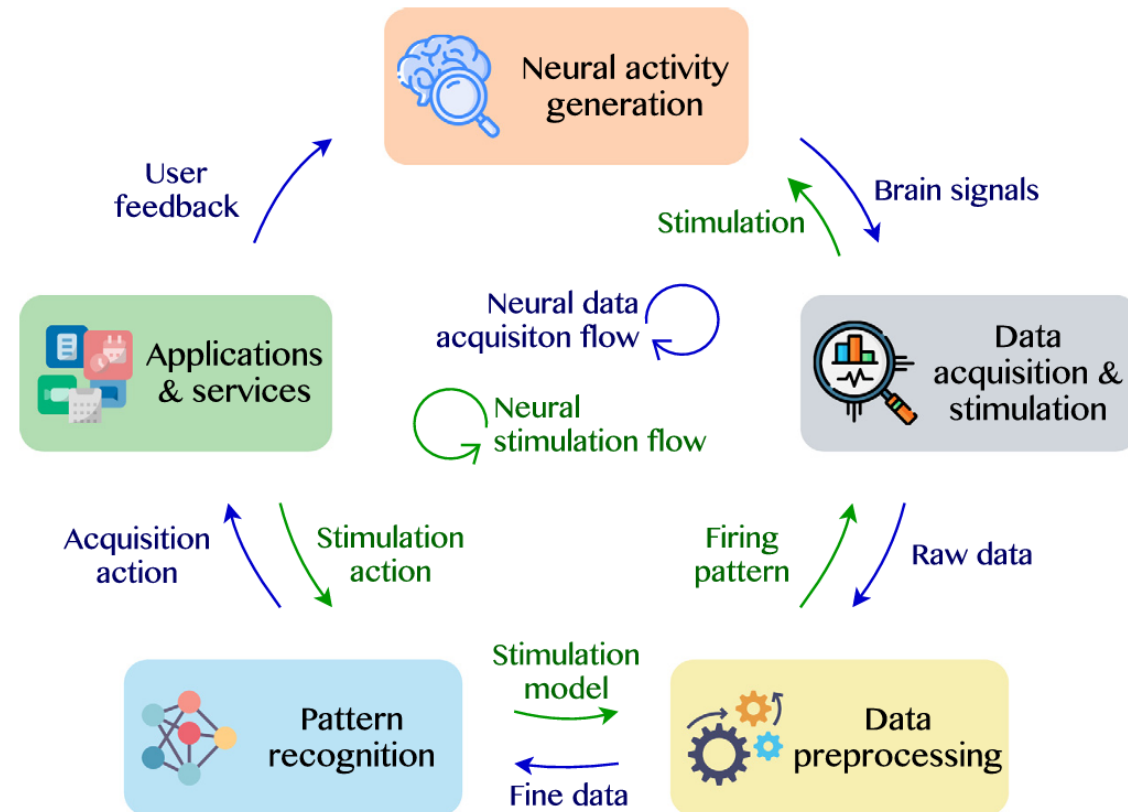 Neural activity
generation
User
feedback
Brain signals
Stimulation
Neural data
acquisiton flow
Applications
& services
Data
acquisition &
stimulation
Neural
stimulation flow
Acquisition
action
Stimulation
action
Firing
pattern
Raw data
Stimulation
model
Pattern
recognition
Data
preprocessing
Fine data